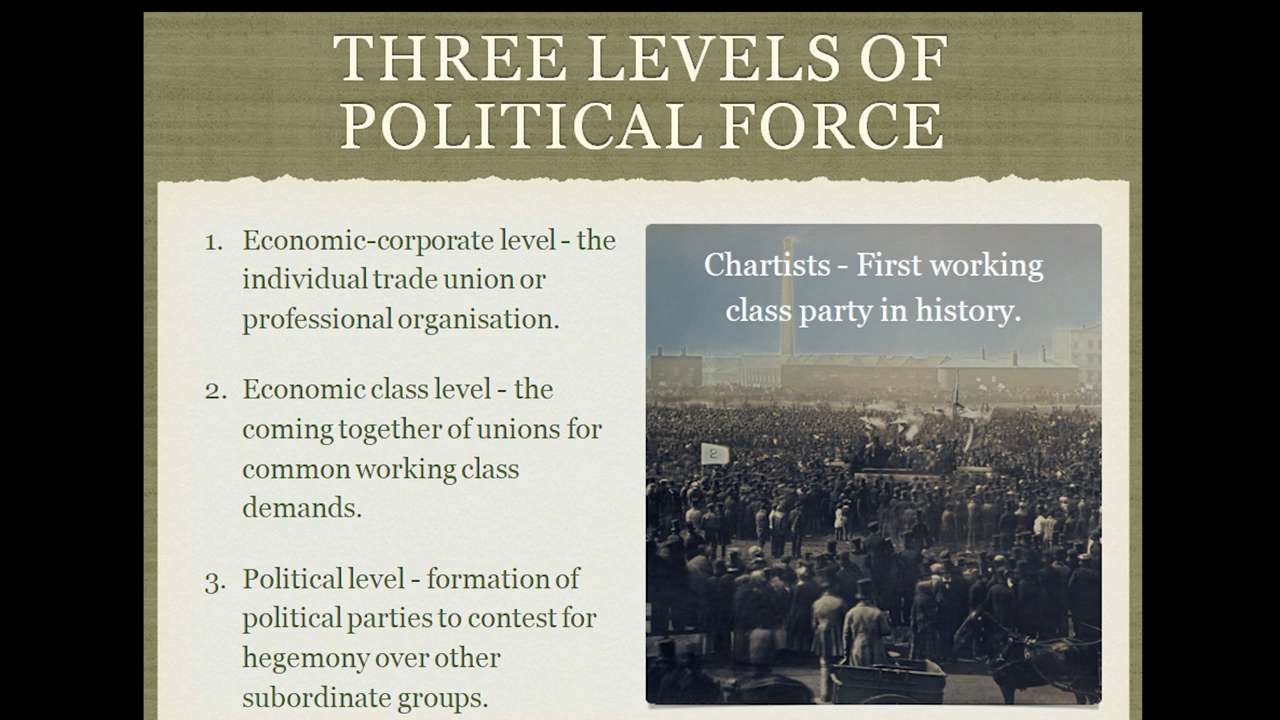 THREE LEVELS OF
POLITICAL FORCE
1. Economic-corporate level - the
individual trade union or
professional organisation.
2. Economic class level - the
coming together of unions for
common working class
demands.
3. Political level - formation of
political parties to contest for
hegemony over other
subordinate groups.
Chartists - First working
class party in history.
2